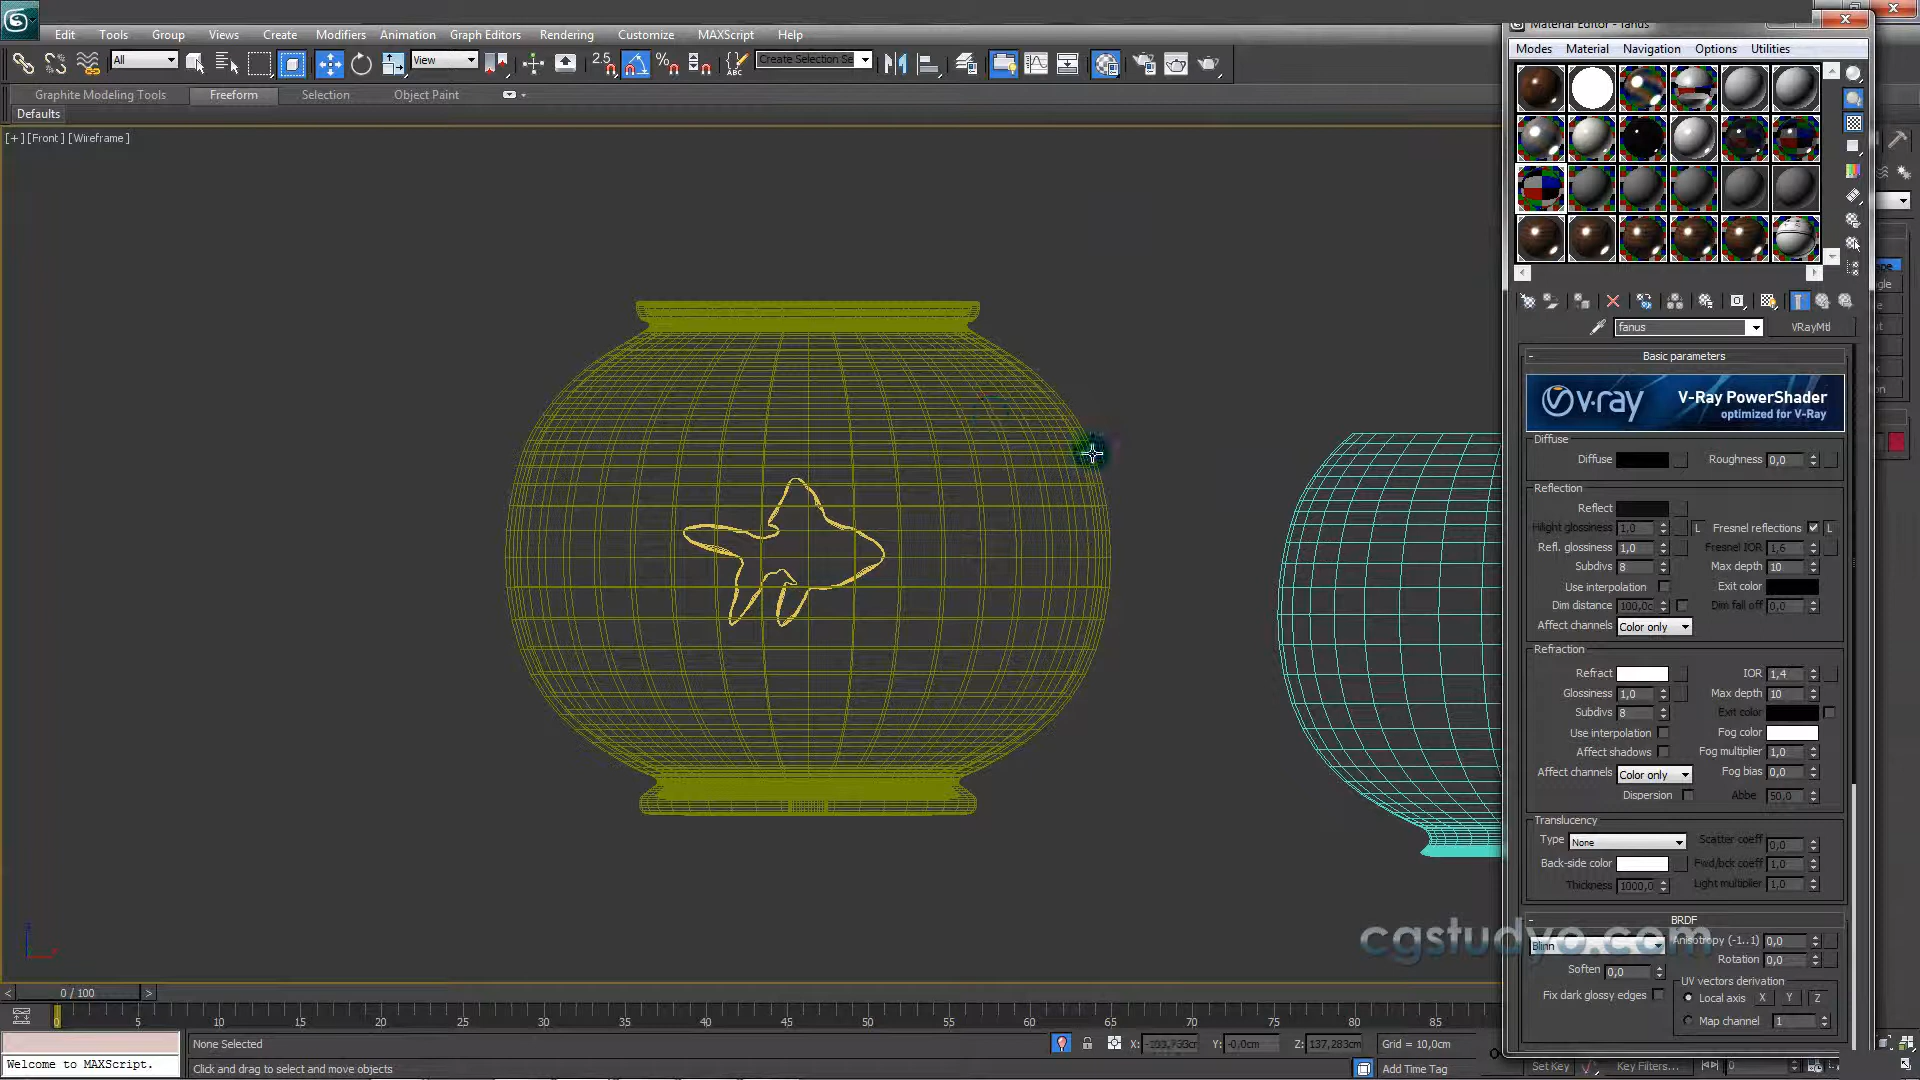 Material Editor - fanus
Edit Tools Group Views Create Modifiers Animation Graph Editors Rendering Customize MAXScript Help
Modes Material Navigation Options Utilities
All
View
2.5
Create Selection Se
Graphite Modeling Tools Freeform Selection Object Paint
Defaults
[+] [Front] [Wireframe]
fanus
VRayMtl
Basic parameters
v·ray
V-Ray PowerShader
optimized for V-Ray
Diffuse
Diffuse Roughness 0,0
Reflection
Reflect
Hilight glossiness 1,0 L Fresnel reflections L
Refl. glossiness 1,0 Fresnel IOR 1,6
Subdivs 8 Max depth 10
Use interpolation Exit color
Dim distance 100,0c Dim fall off 0,0
Affect channels Color only
Refraction
Refract IOR 1,4
Glossiness 1,0 Max depth 10
Subdivs 8 Exit color
Use interpolation Fog color
Affect shadows Fog multiplier 1,0
Affect channels Color only Fog bias 0,0
Dispersion Abbe 50,0
Translucency
Type None Scatter coeff 0,0
Back-side color Fwd/bck coeff 1,0
Thickness 1000,0 Light multiplier 1,0
BRDF
Blinn Anisotropy (-1..1) 0,0
Rotation 0,0
Soften 0,0
UV vectors derivation
Fix dark glossy edges Local axis X Y Z
Map channel 1
cgstudyo.com
0 / 100
5 10 15 20 25 30 35 40 45 50 55 60 65 70 75 80 85
None Selected
X: Y: -0,0cm Z: 137,283cm Grid = 10,0cm
Welcome to MAXScript.
Click and drag to select and move objects
Add Time Tag
Set Key Key Filters... 0